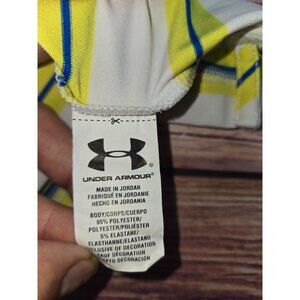 UNDER ARMOUR
MADE IN JORDAN
FABRIQUÉ EN JORDANIE
HECHO EN JORDANIA
BODY/CORPS/CUERPO
95% POLYESTER/
POLYESTER/POLIÉSTER
5% ELASTANE/
ELASTHANNE/ELASTANO
EXCLUSIVE OF DECORATION
DECORATION